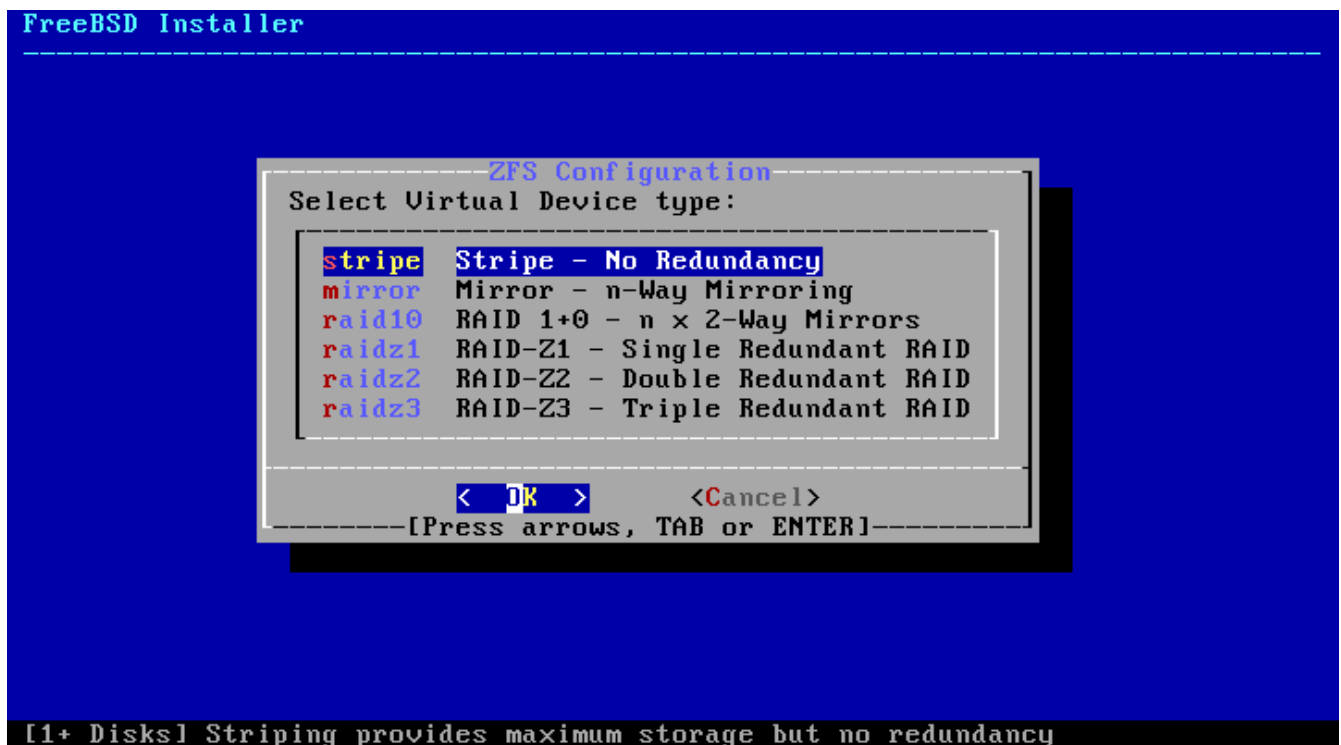 FreeBSD Installer
ZFS Configuration
Select Virtual Device type:
stripe Stripe - No Redundancy
mirror Mirror - n-Way Mirroring
raid10 RAID 1+0 - n x 2-Way Mirrors
raidz1 RAID-Z1 - Single Redundant RAID
raidz2 RAID-Z2 - Double Redundant RAID
raidz3 RAID-Z3 - Triple Redundant RAID
< OK > <Cancel>
[Press arrows, TAB or ENTER]
[1+ Disks] Striping provides maximum storage but no redundancy